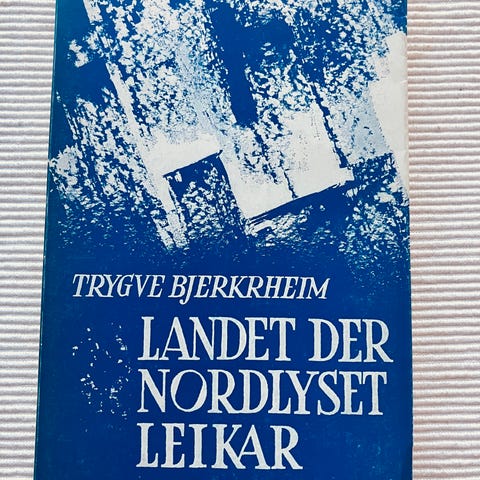 TRYGVE BJERKRHEIM
LANDET DER
NORDLYSET
LEIKAR